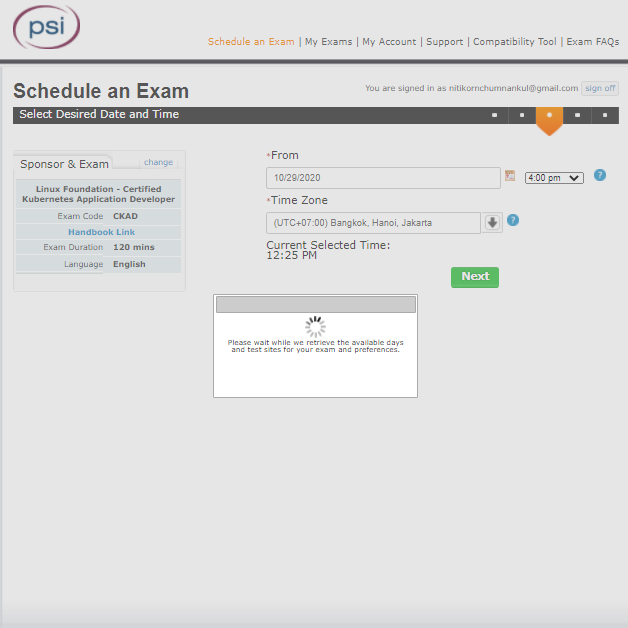 psi
Schedule an Exam | My Exams | My Account | Support | Compatibility Tool | Exam FAQs
Schedule an Exam
You are signed in as nitikornchumnankul@gmail.com sign off
Select Desired Date and Time
Sponsor & Exam change
Linux Foundation - Certified
Kubernetes Application Developer
Exam Code CKAD
Handbook Link
Exam Duration 120 mins
Language English
*From
10/29/2020 4:00 pm ?
*Time Zone
(UTC+07:00) Bangkok, Hanoi, Jakarta ?
Current Selected Time:
12:25 PM
Next
Please wait while we retrieve the available days
and test sites for your exam and preferences.